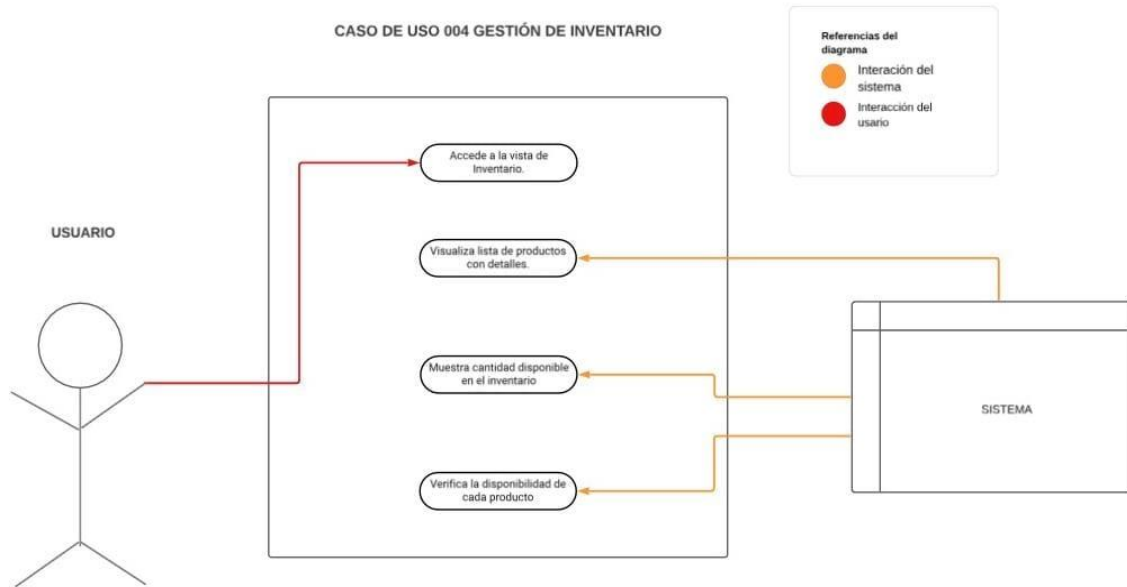 CASO DE USO 004 GESTIÓN DE INVENTARIO
Referencias del
diagrama
Interación del
sistema
Interacción del
usario
Accede a la vista de
Inventario.
USUARIO
Visualiza lista de productos
con detalles.
Muestra cantidad disponible
en el inventario
SISTEMA
Verifica la disponibilidad de
cada producto